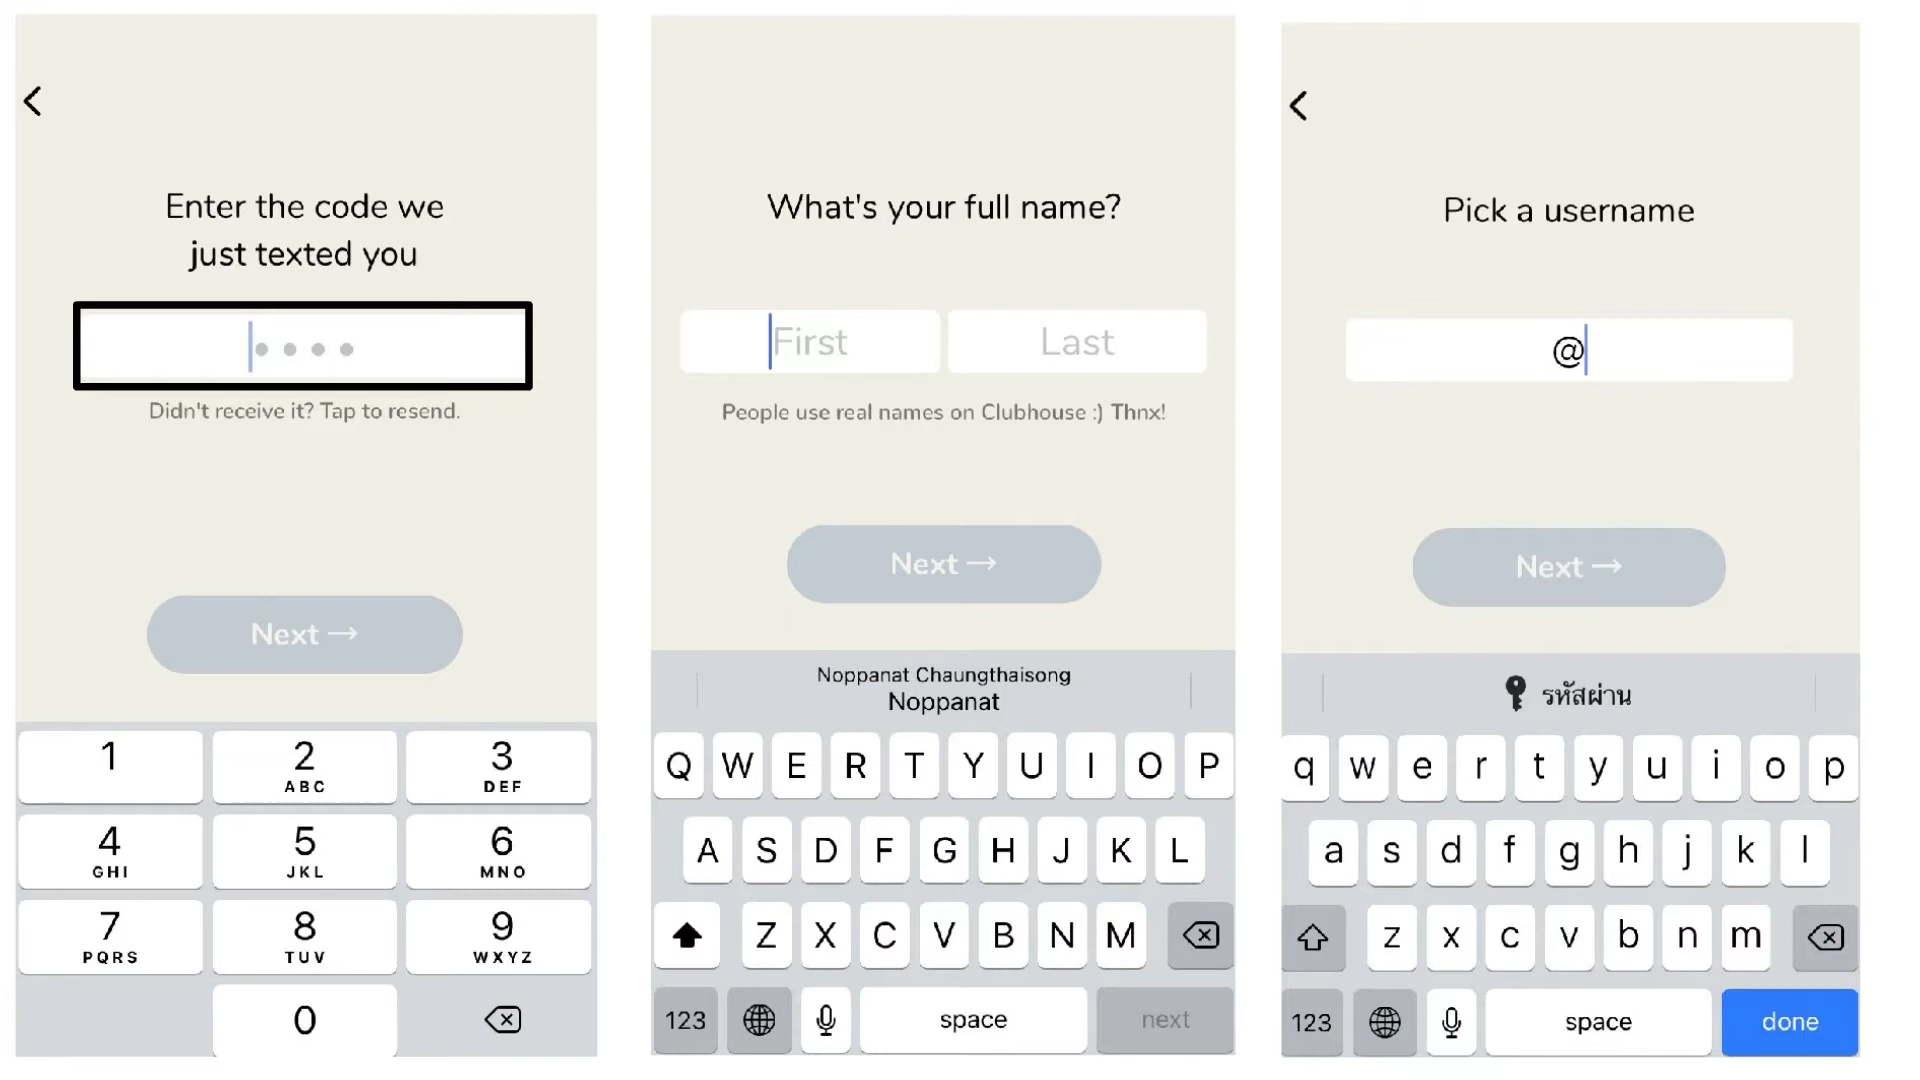 Enter the code we
just texted you
Didn't receive it? Tap to resend.
Next →
1
2
ABC
3
DEF
4
GHI
5
JKL
6
MNO
7
PQRS
8
TUV
9
WXYZ
0
What's your full name?
First
Last
People use real names on Clubhouse :) Thnx!
Next →
Noppanat Chaungthaisong
Noppanat
Q W E R T Y U I O P
A S D F G H J K L
Z X C V B N M
123
space
next
Pick a username
@
Next →
รหัสผ่าน
q w e r t y u i o p
a s d f g h j k l
z x c v b n m
123
space
done